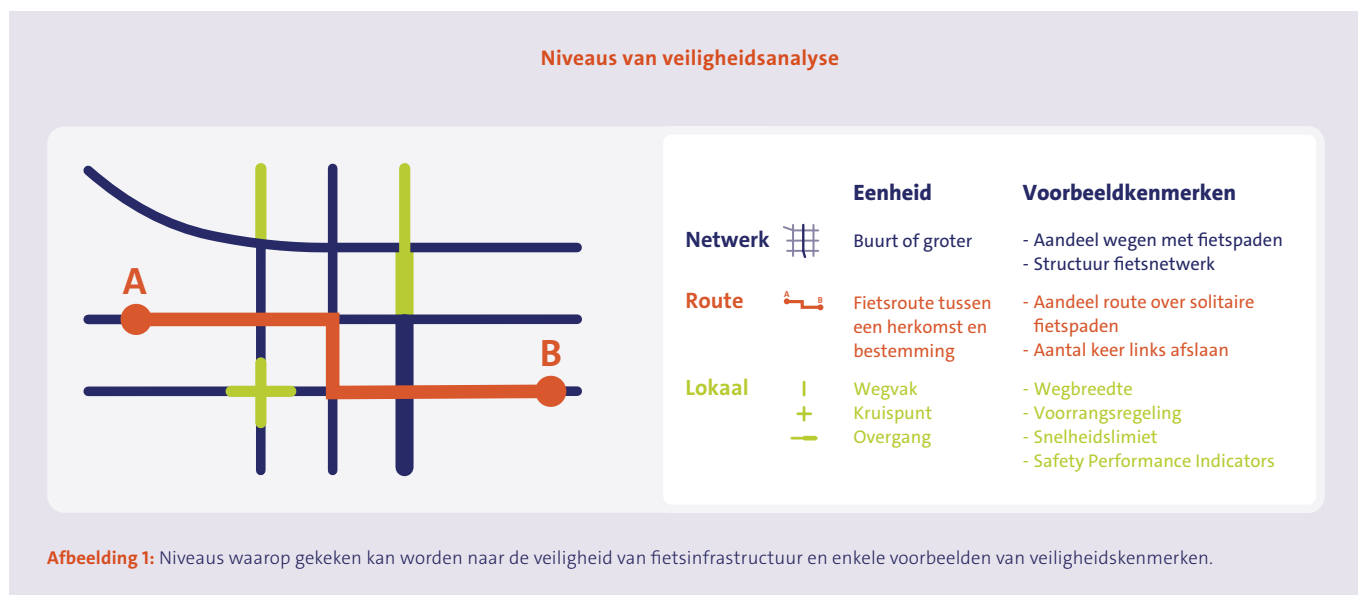 Niveaus van veiligheidsanalyse
A
B
Eenheid Voorbeeldkenmerken
Netwerk Buurt of groter - Aandeel wegen met fietspaden
- Structuur fietsnetwerk
Route A B Fietsroute tussen - Aandeel route over solitaire
een herkomst en fietspaden
bestemming - Aantal keer links afslaan
Lokaal Wegvak - Wegbreedte
Kruispunt - Voorrangsregeling
Overgang - Snelheidslimiet
- Safety Performance Indicators
Afbeelding 1: Niveaus waarop gekeken kan worden naar de veiligheid van fietsinfrastructuur en enkele voorbeelden van veiligheidskenmerken.